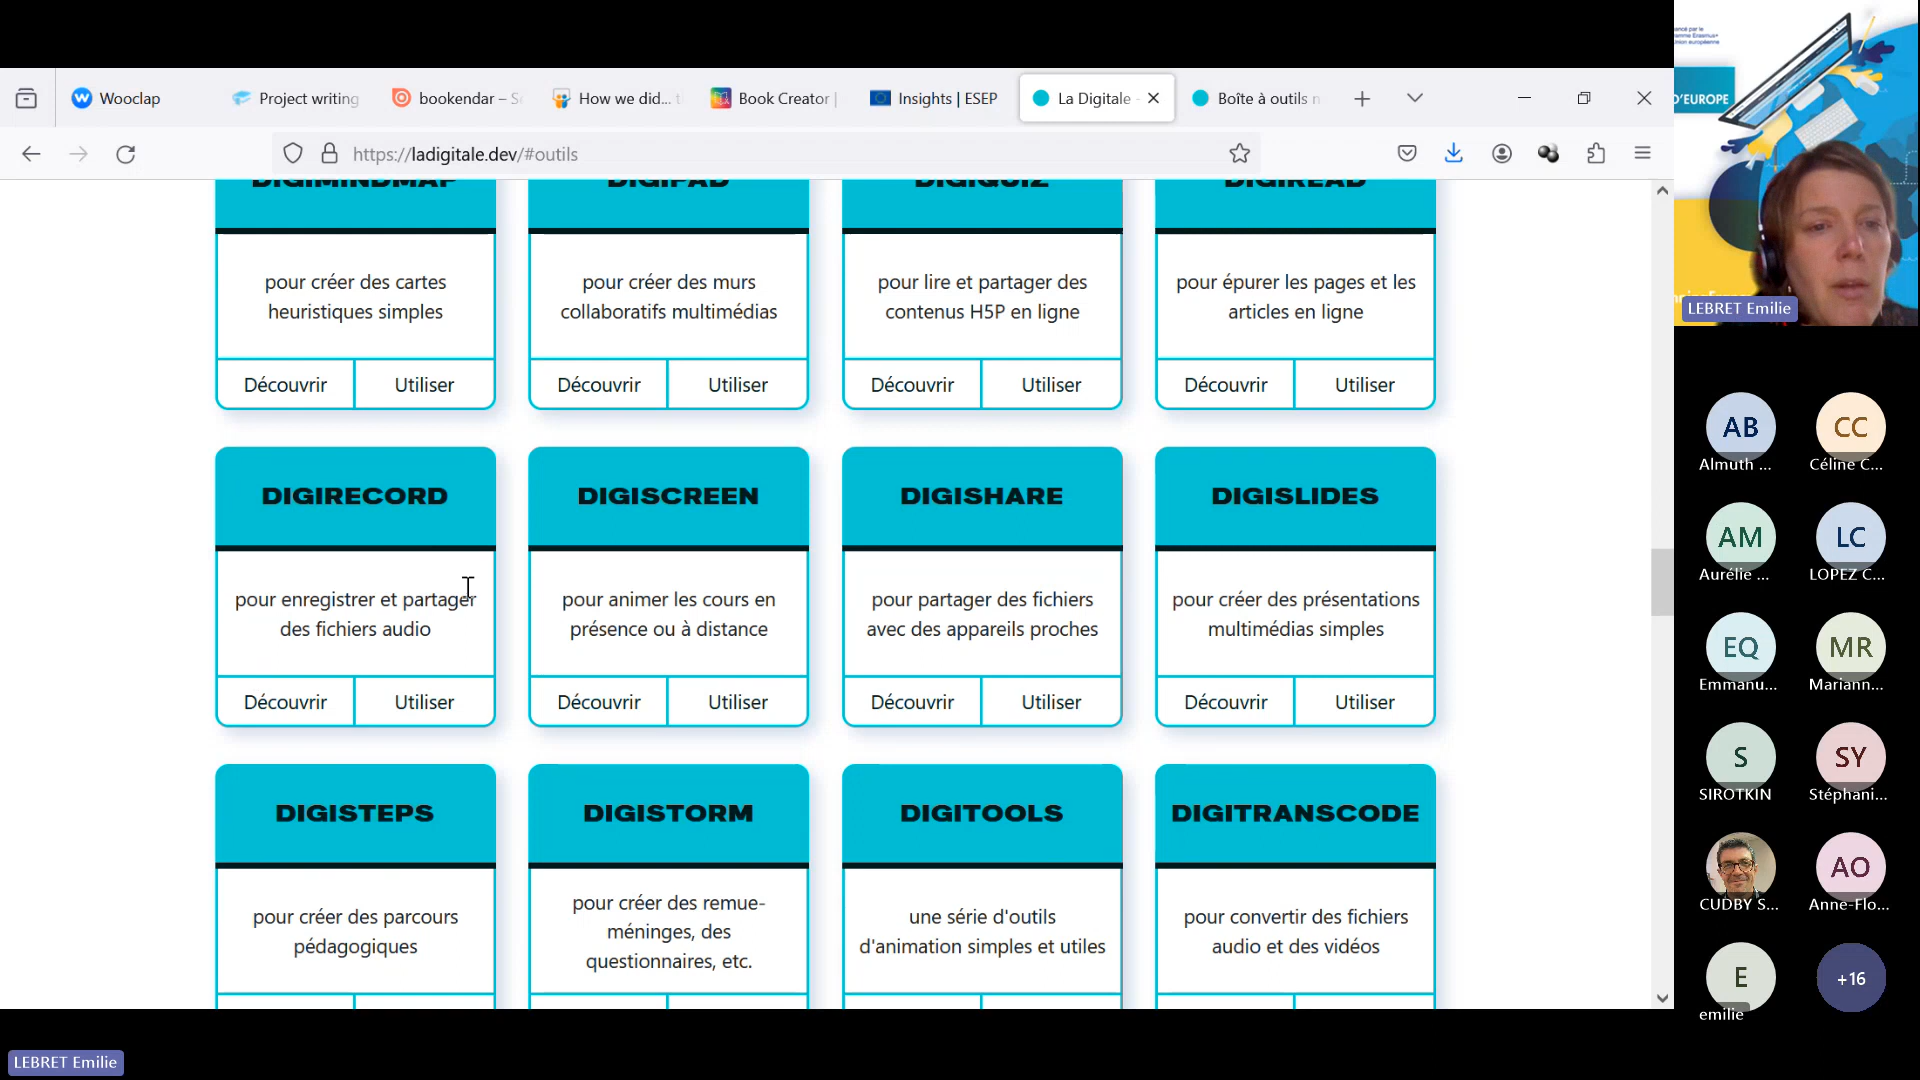 Wooclap
Project writing
bookendar – Sc
How we did... t
Book Creator |
Insights | ESEP
La Digitale -
Boîte à outils n
https://ladigitale.dev/#outils
DIGIMINDMAP
DIGIPAD
DIGIQUIZ
DIGIREAD
pour créer des cartes
heuristiques simples
pour créer des murs
collaboratifs multimédias
pour lire et partager des
contenus H5P en ligne
pour épurer les pages et les
articles en ligne
Découvrir
Utiliser
Découvrir
Utiliser
Découvrir
Utiliser
Découvrir
Utiliser
DIGIRECORD
DIGISCREEN
DIGISHARE
DIGISLIDES
pour enregistrer et partager
des fichiers audio
pour animer les cours en
présence ou à distance
pour partager des fichiers
avec des appareils proches
pour créer des présentations
multimédias simples
Découvrir
Utiliser
Découvrir
Utiliser
Découvrir
Utiliser
Découvrir
Utiliser
DIGISTEPS
DIGISTORM
DIGITOOLS
DIGITRANSCODE
pour créer des parcours
pédagogiques
pour créer des remue-
méninges, des
questionnaires, etc.
une série d'outils
d'animation simples et utiles
pour convertir des fichiers
audio et des vidéos
D'EUROPE
LEBRET Emilie
AB
Almuth ...
CC
Céline C...
AM
Aurélie ...
LC
LOPEZ C...
EQ
Emmanu...
MR
Mariann...
S
SIROTKIN
SY
Stéphani...
CUDBY S...
AO
Anne-Flo...
E
emilie
+16
LEBRET Emilie